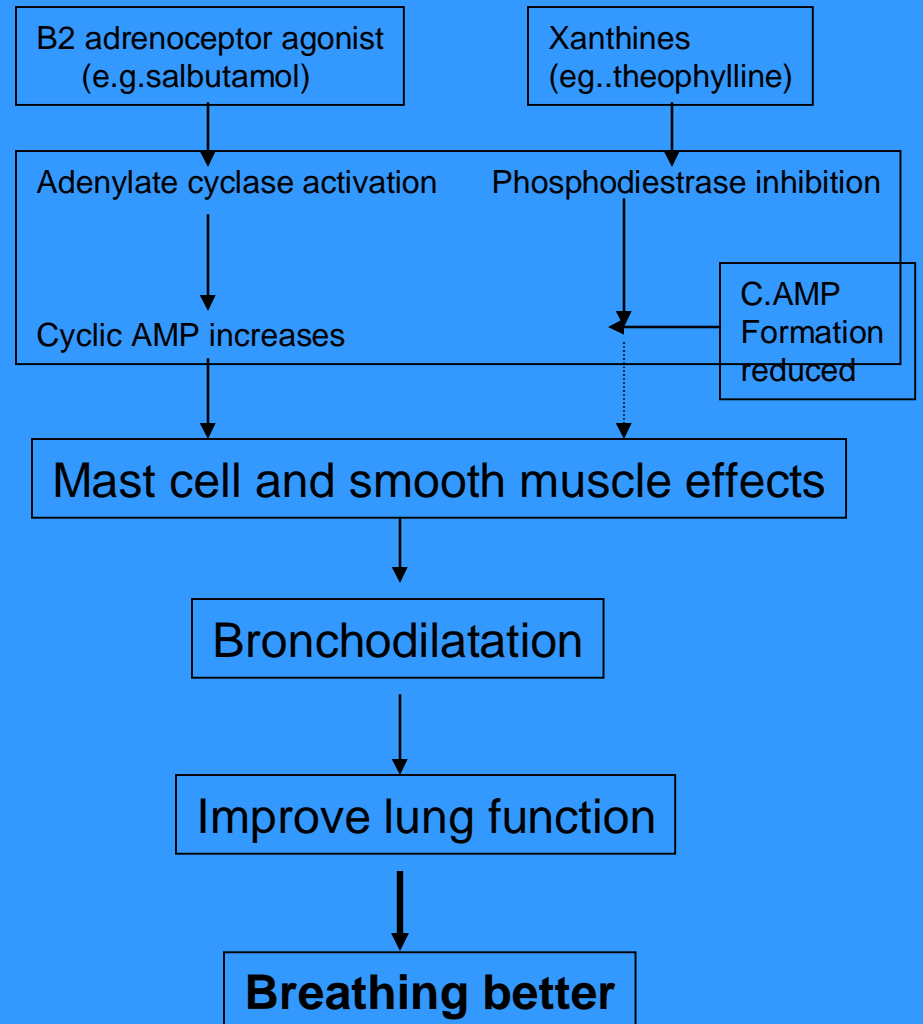 B2 adrenoceptor agonist
(e.g.salbutamol)
Xanthines
(eg..theophylline)
Adenylate cyclase activation
Phosphodiestrase inhibition
Cyclic AMP increases
C.AMP
Formation
reduced
Mast cell and smooth muscle effects
Bronchodilatation
Improve lung function
Breathing better